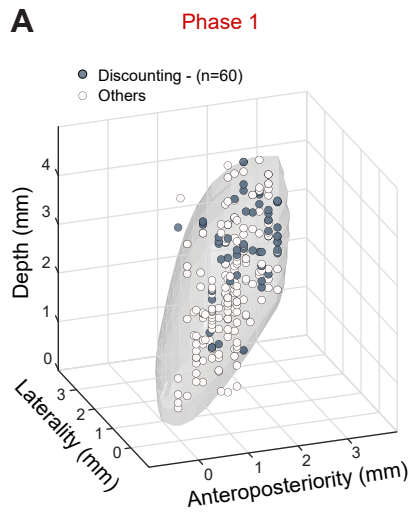 A
Phase 1
Discounting - (n=60)
Others
Depth (mm)
4
3
2
1
0
Laterality (mm)
3
2
1
0
Anteroposteriority (mm)
0
1
2
3